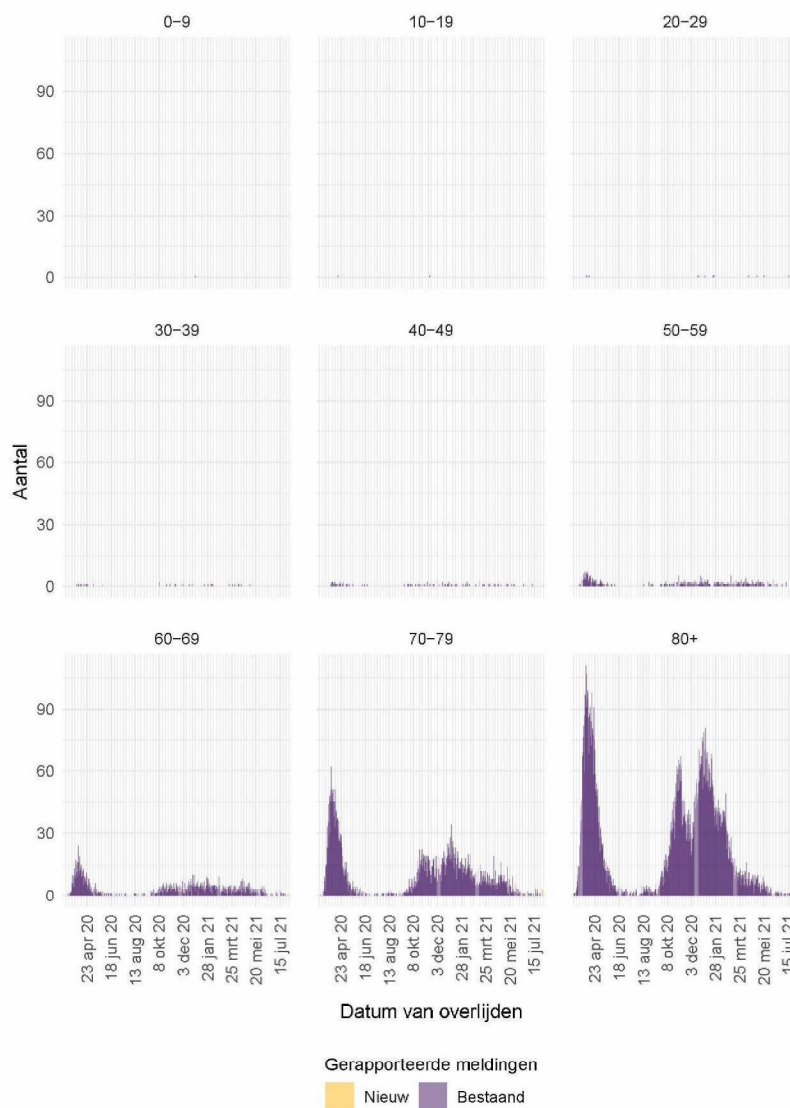 0−9 10−19 20−29
90
60
30
0
30−39 40−49 50−59
90
60
30
0
Aantal
60−69 70−79 80+
90
60
30
0
23 apr 20 18 jun 20 13 aug 20 8 okt 20 3 dec 20 28 jan 21 25 mrt 21 20 mei 21 15 jul 21 23 apr 20 18 jun 20 13 aug 20 8 okt 20 3 dec 20 28 jan 21 25 mrt 21 20 mei 21 15 jul 21 23 apr 20 18 jun 20 13 aug 20 8 okt 20 3 dec 20 28 jan 21 25 mrt 21 20 mei 21 15 jul 21
Datum van overlijden
Gerapporteerde meldingen
Nieuw Bestaand